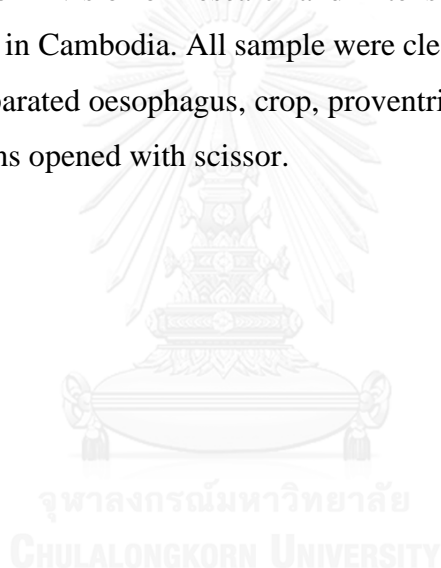 in Cambodia. All sample were cle
parated oesophagus, crop, proventri
ns opened with scissor.
จุฬาลงกรณ์มหาวิทยาลัย
CHULALONGKORN UNIVERSITY